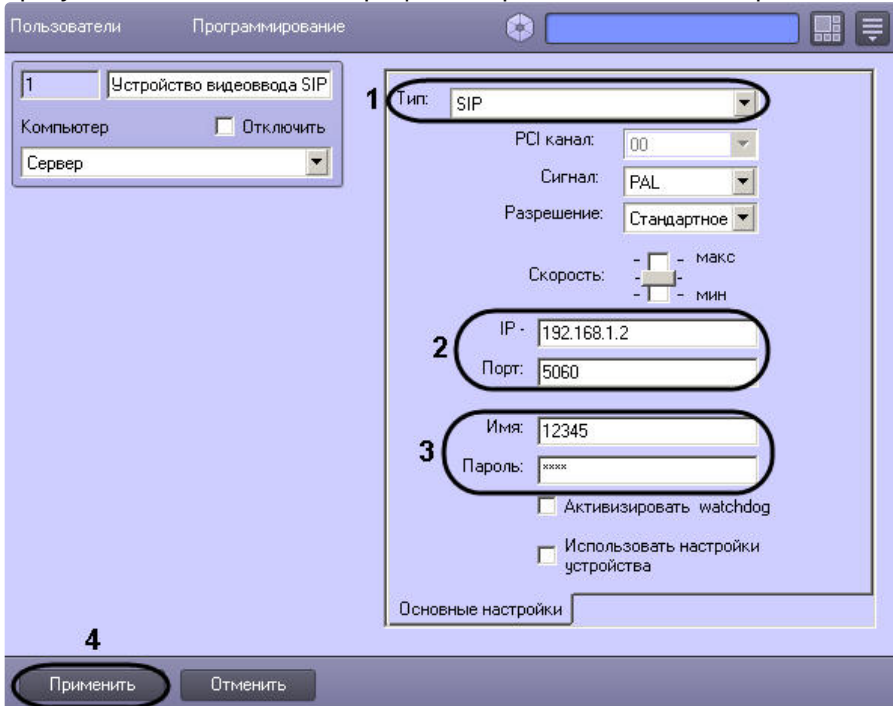 Пользователи Программирование
1 Устройство видеоввода SIP
Компьютер Отключить
Сервер
1 Тип: SIP
PCI канал: 00
Сигнал: PAL
Разрешение: Стандартное
Скорость: - - макс
- -
- - мин
2 IP - 192.168.1.2
Порт: 5060
3 Имя: 12345
Пароль: ****
Активизировать watchdog
Использовать настройки
устройства
Основные настройки
4
Применить Отменить